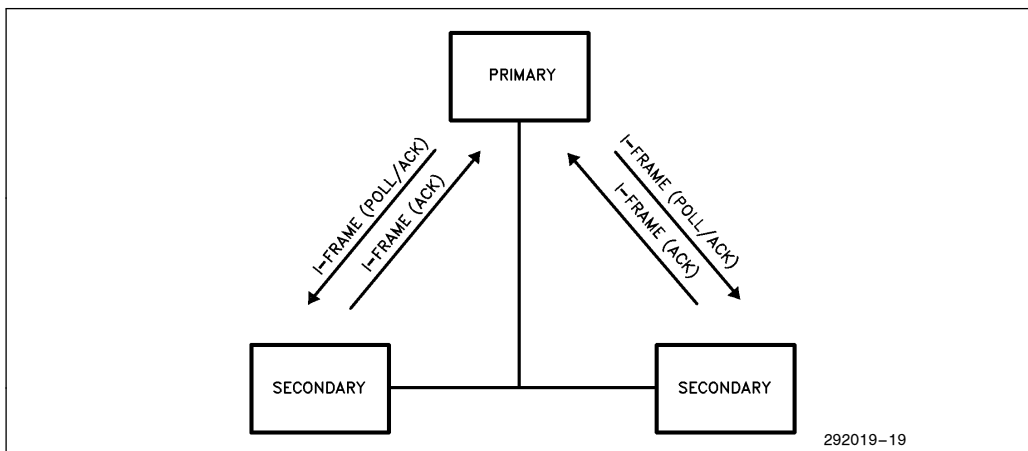 PRIMARY
I-FRAME (POLL/ACK)
I-FRAME (ACK)
I-FRAME (POLL/ACK)
I-FRAME (ACK)
SECONDARY
SECONDARY
292019-19